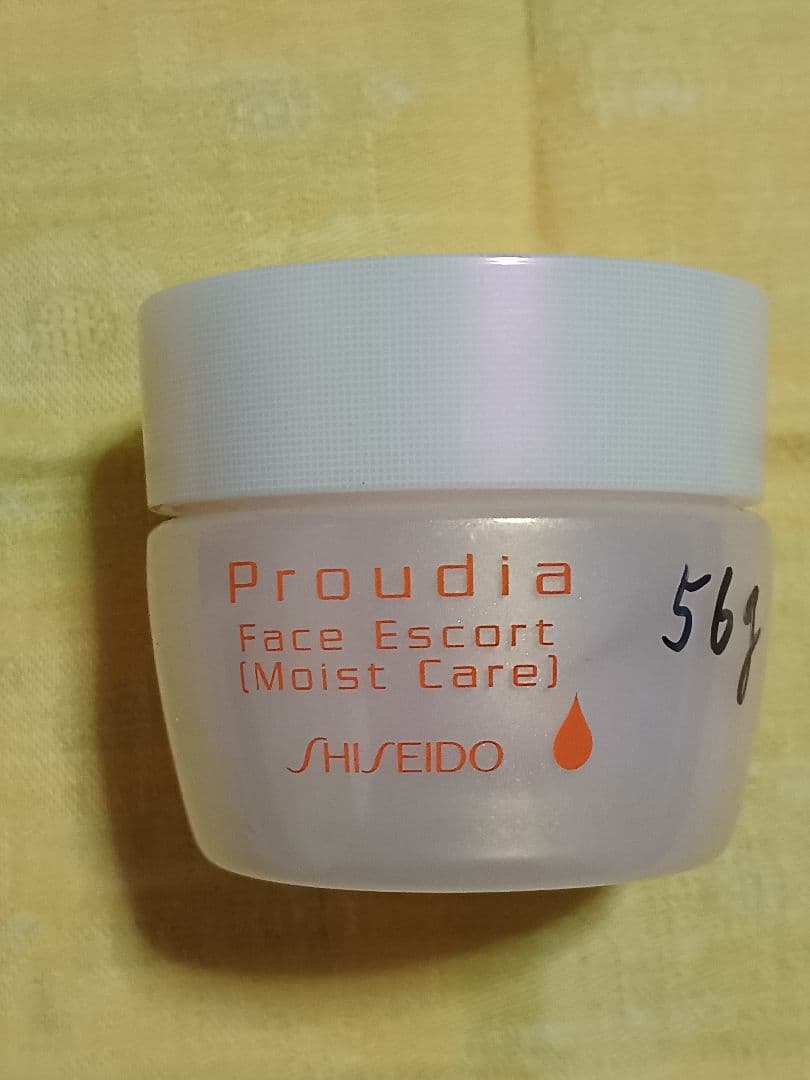 Proudia
Face Escort
(Moist Care)
SHISEIDO
56g